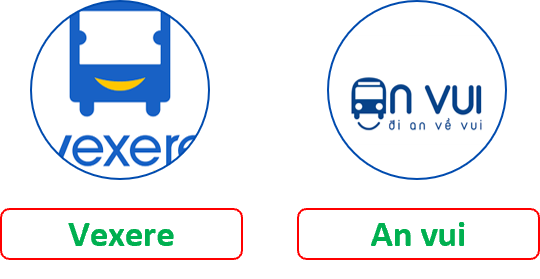 vexere
An VUI
đi an về vui
Vexere
An vui